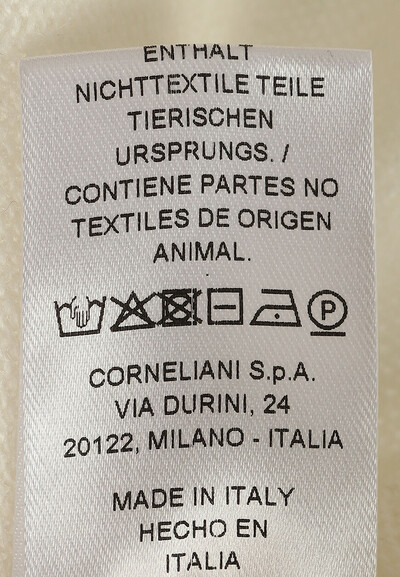 ENTHALT
NICHTTEXTILE TEILE
TIERISCHEN
URSPRUNGS. /
CONTIENE PARTES NO
TEXTILES DE ORIGEN
ANIMAL.
P
CORNELIANI S.p.A.
VIA DURINI, 24
20122, MILANO - ITALIA
MADE IN ITALY
HECHO EN
ITALIA